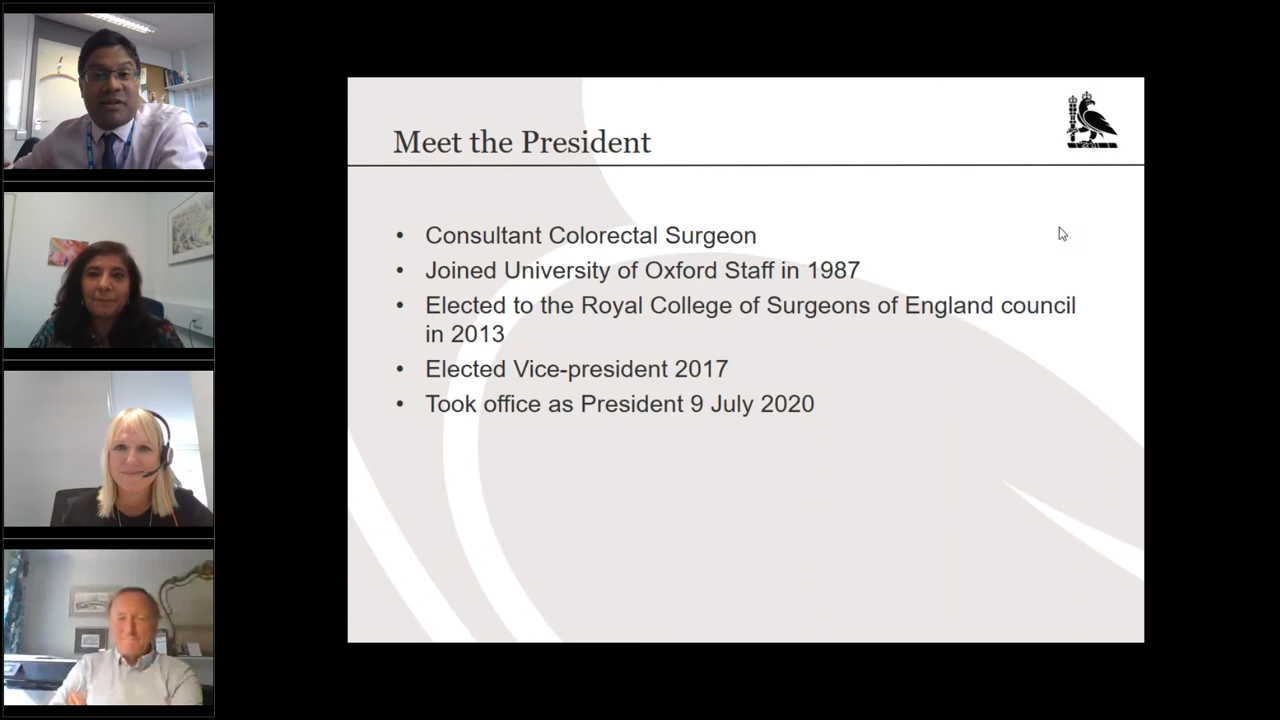 Meet the President
• Consultant Colorectal Surgeon
• Joined University of Oxford Staff in 1987
• Elected to the Royal College of Surgeons of England council
in 2013
• Elected Vice-president 2017
• Took office as President 9 July 2020